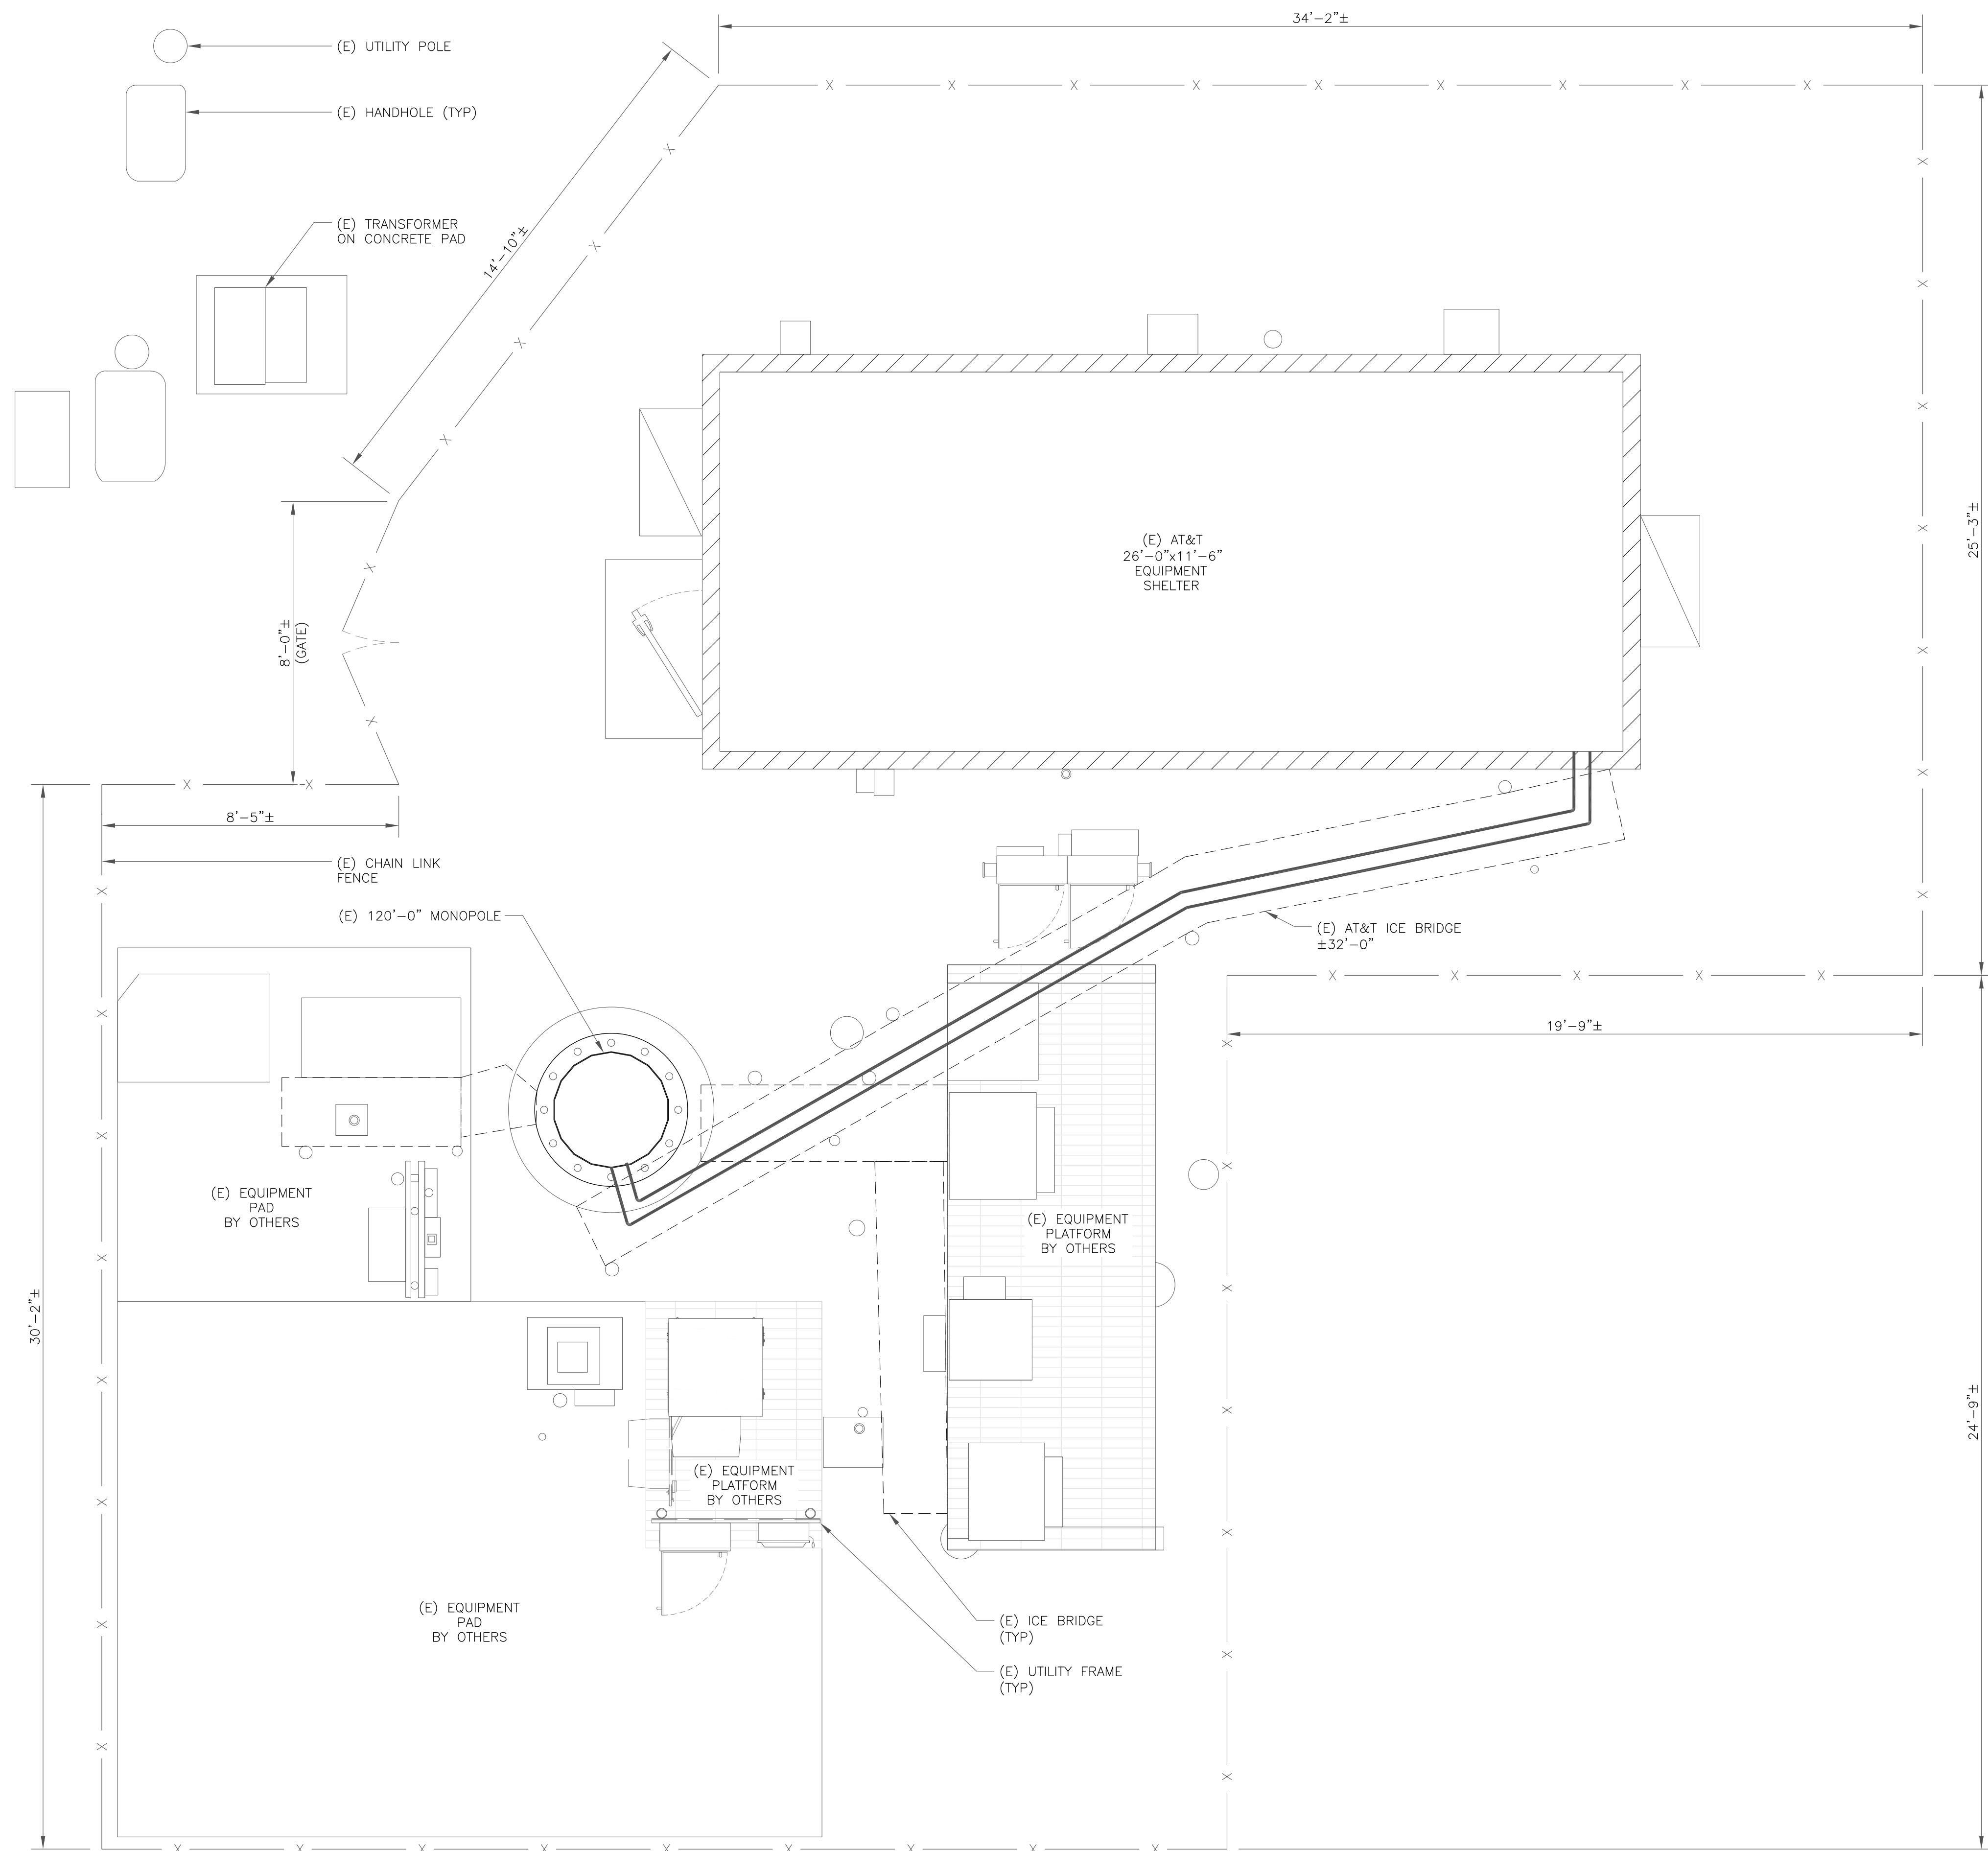 34'-2"±
(E) UTILITY POLE
(E) HANDHOLE (TYP)
(E) TRANSFORMER
ON CONCRETE PAD
14'-10"±
25'-3"±
(E) AT&T
26'-0"x11'-6"
EQUIPMENT
SHELTER
8'-0"±
(GATE)
8'-5"±
(E) CHAIN LINK
FENCE
(E) 120'-0" MONOPOLE
(E) AT&T ICE BRIDGE
±32'-0"
19'-9"±
(E) EQUIPMENT
PAD
BY OTHERS
(E) EQUIPMENT
PLATFORM
BY OTHERS
30'-2"±
24'-9"±
(E) EQUIPMENT
PLATFORM
BY OTHERS
(E) EQUIPMENT
PAD
BY OTHERS
(E) ICE BRIDGE
(TYP)
(E) UTILITY FRAME
(TYP)